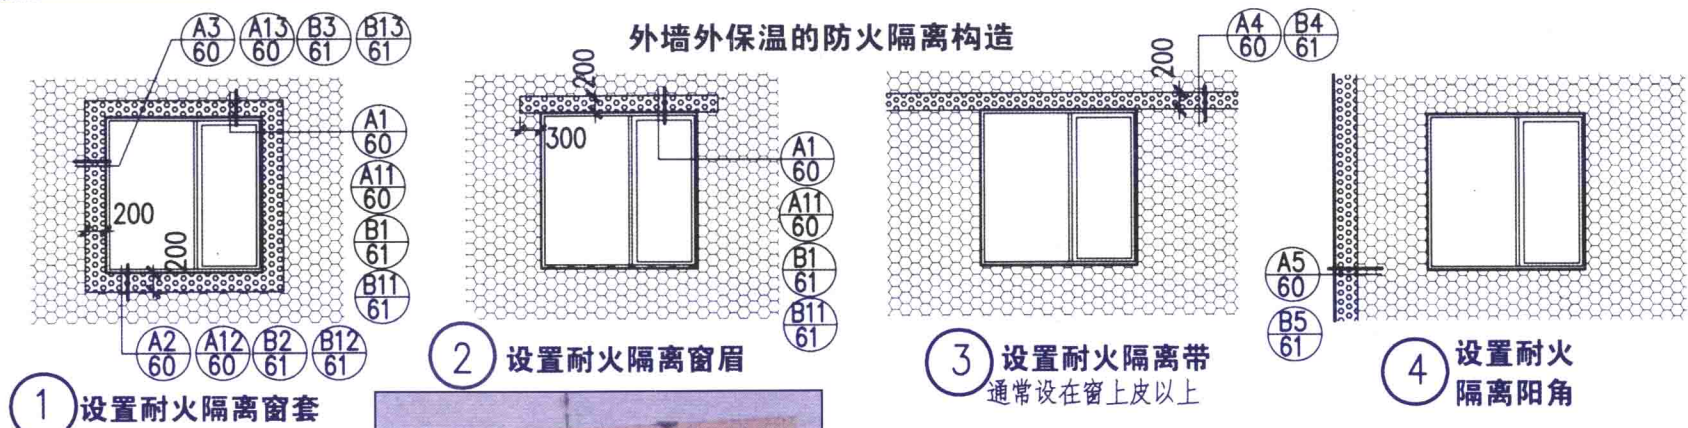 外墙外保温的防火隔离构造
A3 A13 B3 B13
60 60 61 61
A1
60
A11
60
B1
61
B11
61
200
200
A2 A12 B2 B12
60 60 61 61
1 设置耐火隔离窗套
200
300
A1
60
A11
60
B1
61
B11
61
2 设置耐火隔离窗眉
200
A4 B4
60 61
3 设置耐火隔离带
通常设在窗上皮以上
A5
60
B5
61
4 设置耐火
隔离阳角